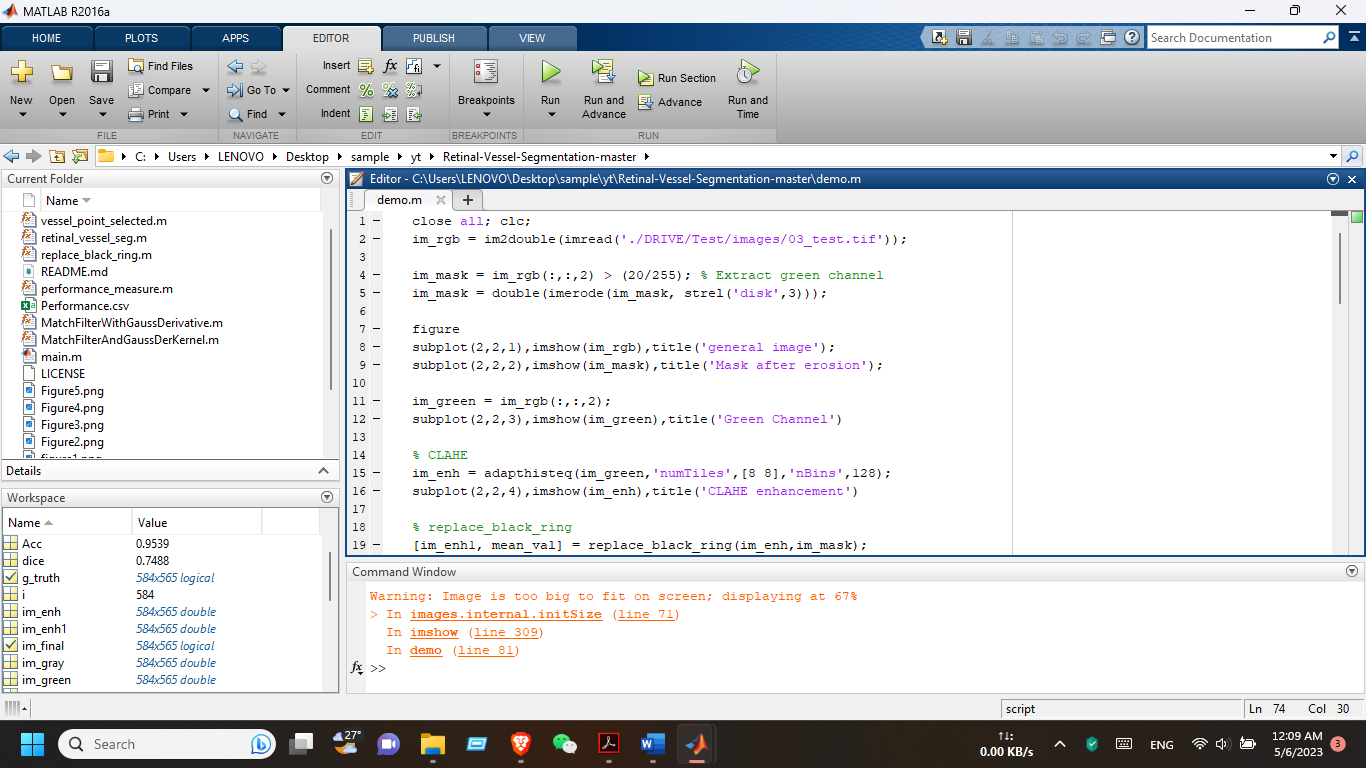 MATLAB R2016a
HOME PLOTS APPS EDITOR PUBLISH VIEW Search Documentation
Find Files Insert fx Run Section
New Open Save Compare Go To Comment Breakpoints Run Run and Advance Advance Run and Time
Print Find Indent
FILE NAVIGATE EDIT BREAKPOINTS RUN
C: Users LENOVO Desktop sample yt Retinal-Vessel-Segmentation-master
Current Folder
Name
vessel_point_selected.m
retinal_vessel_seg.m
replace_black_ring.m
README.md
performance_measure.m
Performance.csv
MatchFilterWithGaussDerivative.m
MatchFilterAndGaussDerKernel.m
main.m
LICENSE
Figure5.png
Figure4.png
Figure3.png
Figure2.png
figure1.png
Details
Workspace
Name Value
Acc 0.9539
dice 0.7488
g_truth 584x565 logical
i 584
im_enh 584x565 double
im_enh1 584x565 double
im_final 584x565 logical
im_gray 584x565 double
im_green 584x565 double
Editor - C:\Users\LENOVO\Desktop\sample\yt\Retinal-Vessel-Segmentation-master\demo.m
demo.m
1 close all; clc;
2 im_rgb = im2double(imread('./DRIVE/Test/images/03_test.tif'));
3
4 im_mask = im_rgb(:,:,2) > (20/255); % Extract green channel
5 im_mask = double(imerode(im_mask, strel('disk',3)));
6
7 figure
8 subplot(2,2,1),imshow(im_rgb),title('general image');
9 subplot(2,2,2),imshow(im_mask),title('Mask after erosion');
10
11 im_green = im_rgb(:,:,2);
12 subplot(2,2,3),imshow(im_green),title('Green Channel')
13
14 % CLAHE
15 im_enh = adapthisteq(im_green,'numTiles',[8 8],'nBins',128);
16 subplot(2,2,4),imshow(im_enh),title('CLAHE enhancement')
17
18 % replace_black_ring
19 [im_enh1, mean_val] = replace_black_ring(im_enh,im_mask);
Command Window
Warning: Image is too big to fit on screen; displaying at 67%
> In images.internal.initSize (line 71)
In imshow (line 309)
In demo (line 81)
fx >>
script Ln 74 Col 30
Search 27° 0.00 KB/s ENG 12:09 AM 5/6/2023 3